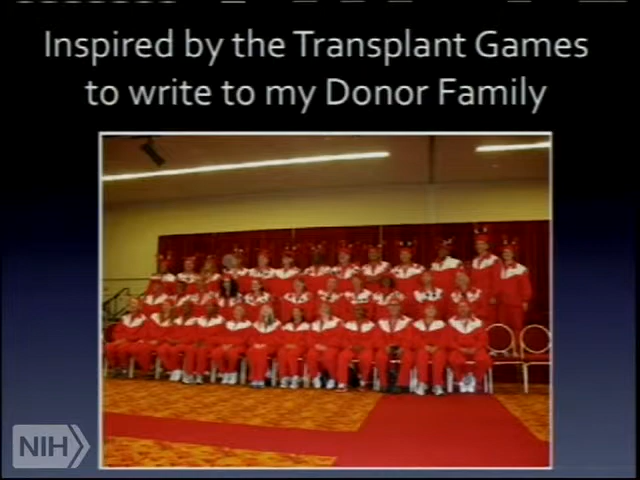 Inspired by the Transplant Games
to write to my Donor Family
NIH